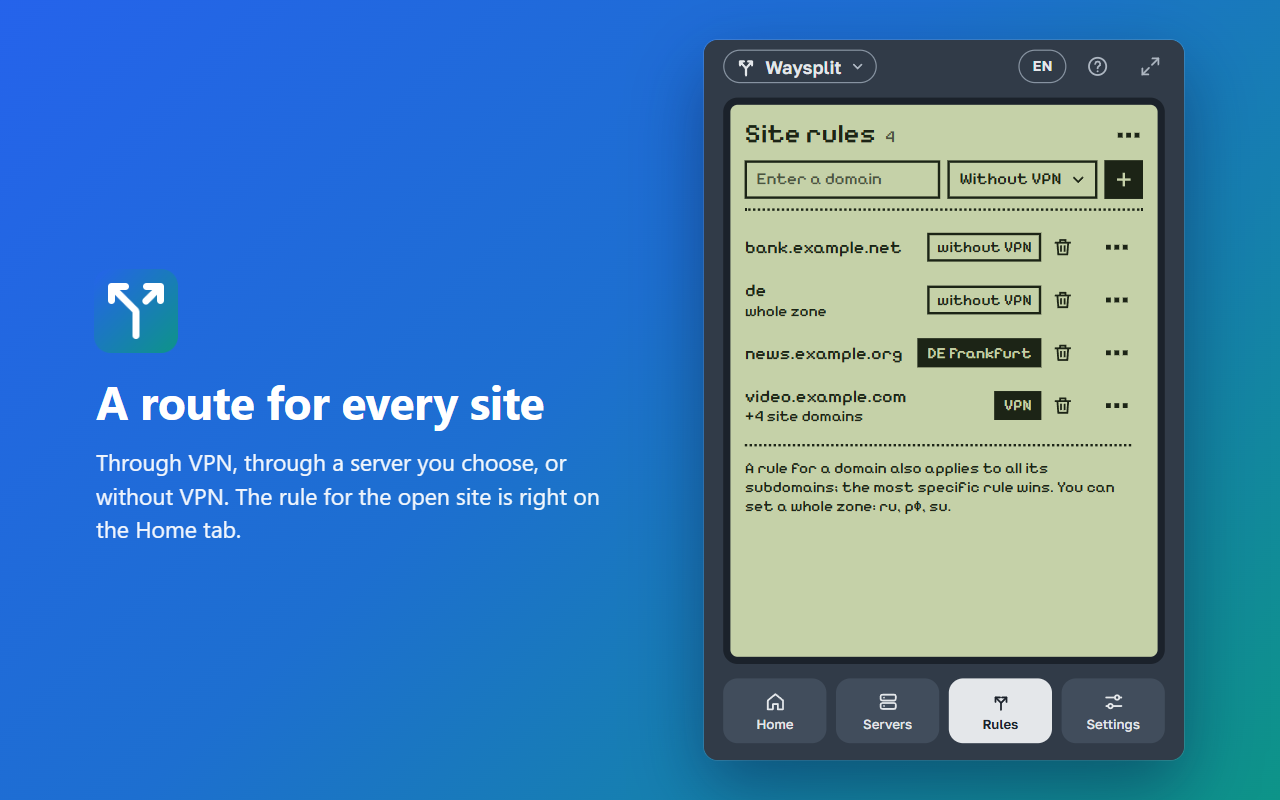 A route for every site
Through VPN, through a server you choose, or
without VPN. The rule for the open site is right on
the Home tab.
Waysplit
EN
Site rules 4
Enter a domain
Without VPN
bank.example.net
without VPN
de
whole zone
without VPN
news.example.org
DE Frankfurt
video.example.com
+4 site domains
VPN
A rule for a domain also applies to all its
subdomains; the most specific rule wins. You can
set a whole zone: ru, рф, su.
Home
Servers
Rules
Settings